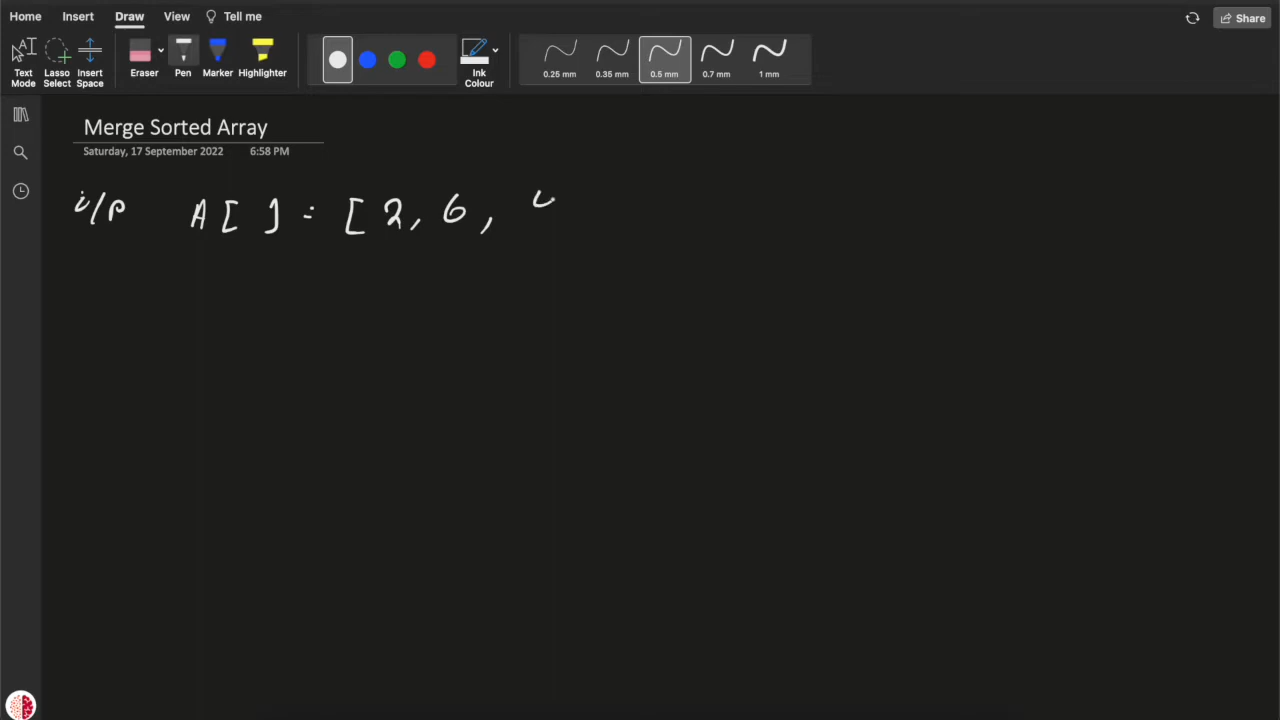 Home Insert Draw View Tell me
Share
Text Mode Lasso Select Insert Space Eraser Pen Marker Highlighter Ink Colour 0.25 mm 0.35 mm 0.5 mm 0.7 mm 1 mm
Merge Sorted Array
Saturday, 17 September 2022 6:58 PM
i/p A[ ] = [ 2, 6 ,